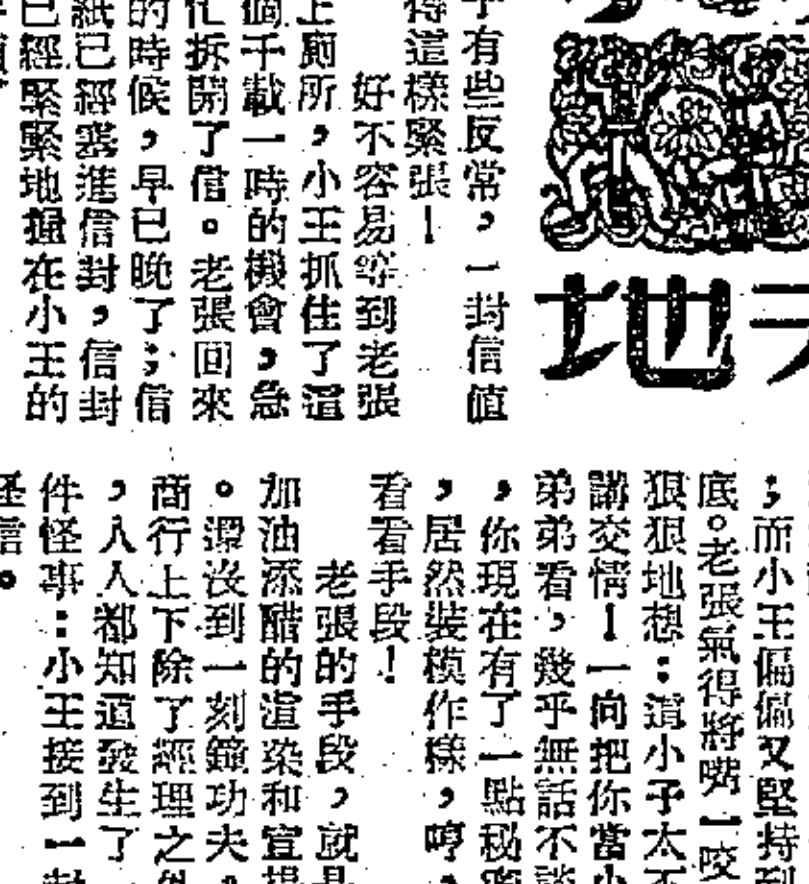 地
乎有些反常，一封信值
得這樣緊張！
好不容易等到老張
上廁所，小王抓住了這
個千載一時的機會，急
忙拆開了信。老張回來
的時候，早已晚了；信
紙已經塞進信封，信封
已經緊緊地握在小王的
；而小王偏偏又堅持到
底。老張氣得將嘴一咬
狠狠地想：這小子太不
講交情！一向把你當小
弟弟看，幾乎無話不談
，你現在有了一點秘密
，居然裝模作樣，哼，
看看手段！
老張的手段，就是
加油添醋的渲染和宣揚
。還沒到一刻鐘功夫，
商行上下除了經理之外
，人人都知道發生了一
件怪事：小王接到一封
怪信。